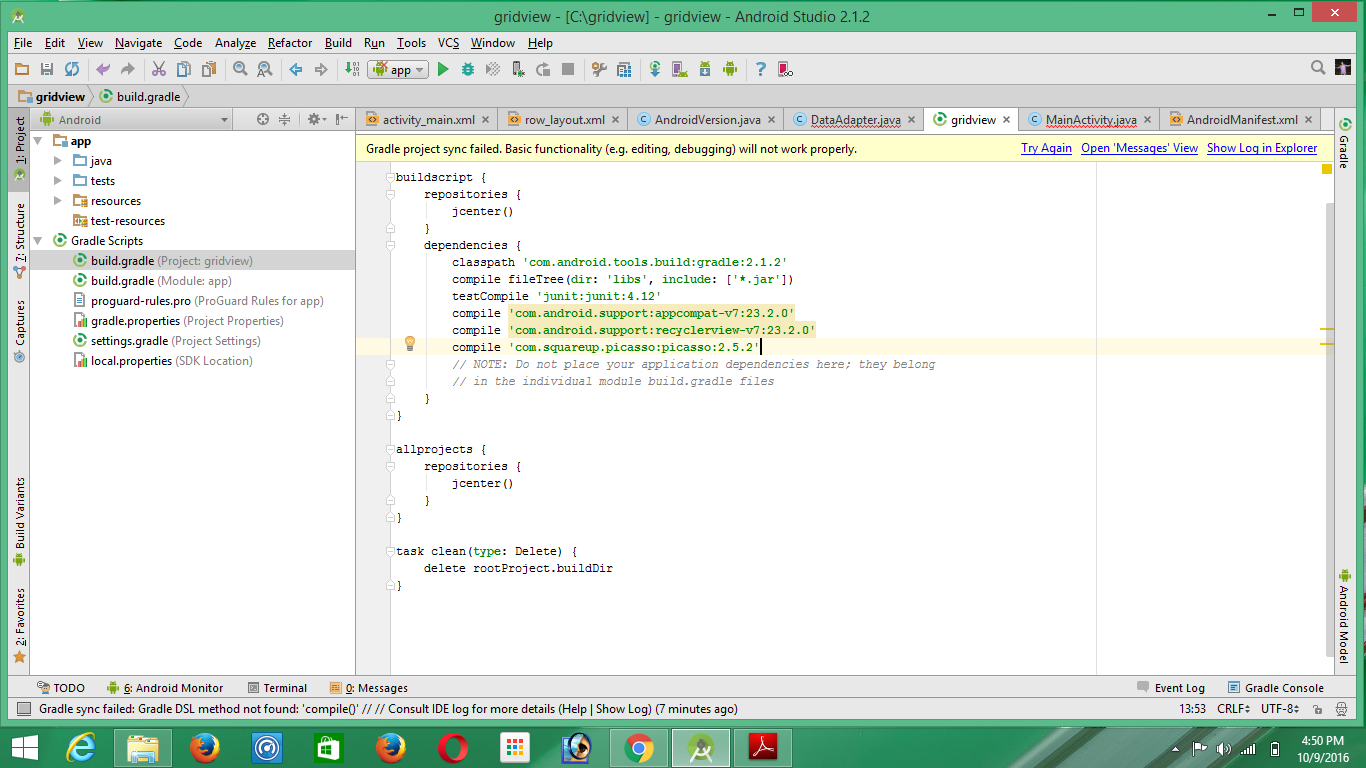 gridview - [C:\gridview] - gridview - Android Studio 2.1.2
File Edit View Navigate Code Analyze Refactor Build Run Tools VCS Window Help
app
gridview build.gradle
Android
activity_main.xml row_layout.xml AndroidVersion.java DataAdapter.java gridview MainActivity.java AndroidManifest.xml
Gradle project sync failed. Basic functionality (e.g. editing, debugging) will not work properly. Try Again Open 'Messages' View Show Log in Explorer
1: Project
7: Structure
Captures
Build Variants
2: Favorites
app
java
tests
resources
test-resources
Gradle Scripts
build.gradle (Project: gridview)
build.gradle (Module: app)
proguard-rules.pro (ProGuard Rules for app)
gradle.properties (Project Properties)
settings.gradle (Project Settings)
local.properties (SDK Location)
buildscript {
repositories {
jcenter()
}
dependencies {
classpath 'com.android.tools.build:gradle:2.1.2'
compile fileTree(dir: 'libs', include: ['*.jar'])
testCompile 'junit:junit:4.12'
compile 'com.android.support:appcompat-v7:23.2.0'
compile 'com.android.support:recyclerview-v7:23.2.0'
compile 'com.squareup.picasso:picasso:2.5.2'
// NOTE: Do not place your application dependencies here; they belong
// in the individual module build.gradle files
}
}
allprojects {
repositories {
jcenter()
}
}
task clean(type: Delete) {
delete rootProject.buildDir
}
Gradle
Android Model
TODO 6: Android Monitor Terminal 0: Messages Event Log Gradle Console
Gradle sync failed: Gradle DSL method not found: 'compile()' // // Consult IDE log for more details (Help | Show Log) (7 minutes ago) 13:53 CRLF UTF-8
4:50 PM
10/9/2016